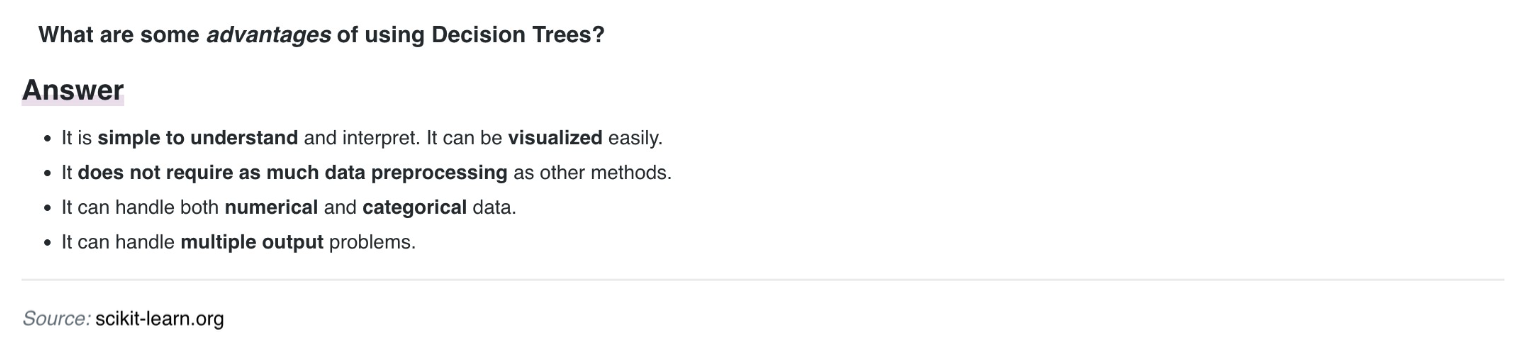 What are some advantages of using Decision Trees?
Answer
• It is simple to understand and interpret. It can be visualized easily.
• It does not require as much data preprocessing as other methods.
• It can handle both numerical and categorical data.
• It can handle multiple output problems.
Source: scikit-learn.org